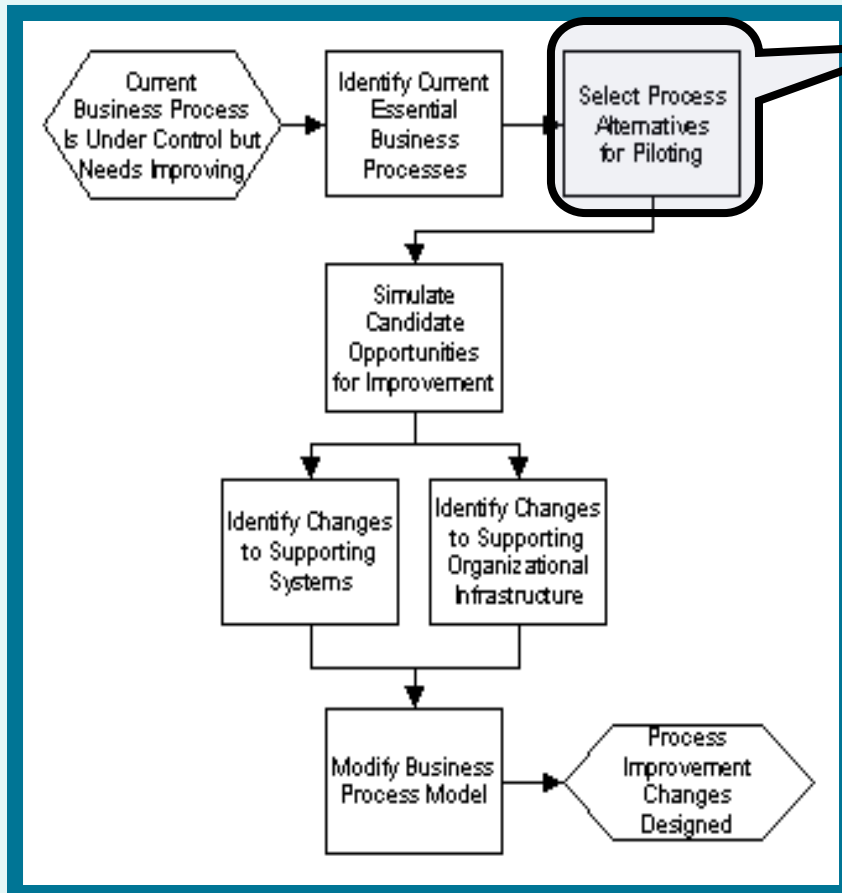 Current
Business Process
Is Under Control but
Needs Improving
Identify Current
Essential
Business
Processes
Select Process
Alternatives
for Piloting
Simulate
Candidate
Opportunities
for Improvement
Identify Changes
to Supporting
Systems
Identify Changes
to Supporting
Organizational
Infrastructure
Modify Business
Process Model
Process
Improvement
Changes
Designed